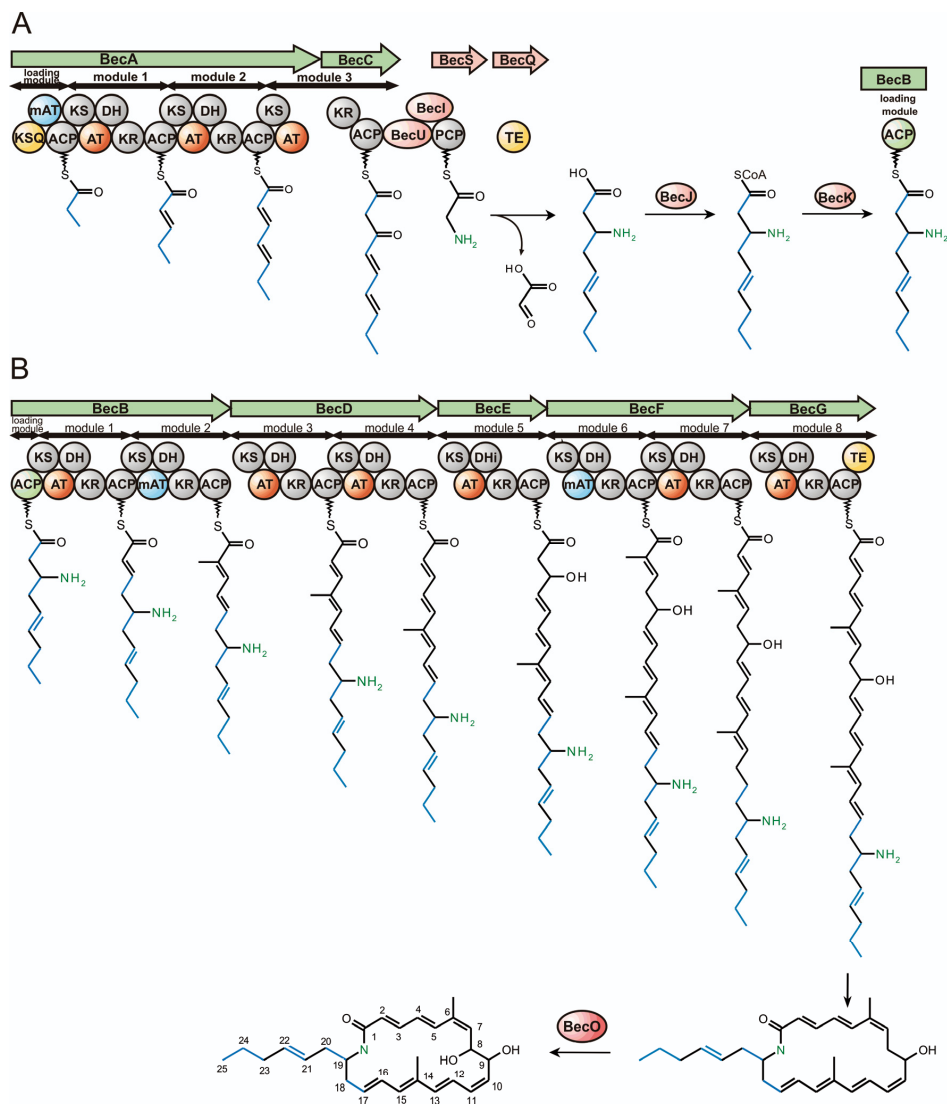 A
BecA BecC BecS BecQ
BecB
loading module module 1 module 2 module 3
loading module
mAT KS DH KS DH KS KR BecI
KSQ ACP AT KR ACP AT KR ACP AT ACP BecU PCP TE ACP
S S S S S S
O O O O O HO O SCoA O O
O NH2 BecJ BecK
NH2 NH2 NH2
HO
O
O
B
BecB BecD BecE BecF BecG
loading module module 1 module 2 module 3 module 4 module 5 module 6 module 7 module 8
KS DH KS DH KS DH KS DH KS DHi KS DH KS DH KS DH TE
ACP AT KR ACP mAT KR ACP AT KR ACP AT KR ACP AT KR ACP mAT KR ACP AT KR ACP AT KR ACP
S S S S S S S S S
O O O O O O O O O
NH2 OH
NH2 OH
NH2 OH
NH2 OH
NH2
NH2
NH2
NH2
NH2
O 1 2 3 4 5 6 7 8 HO 9 OH 10 11 12 13 14 15 16 17 18 19 N 20 21 22 23 24 25
BecO
O N OH